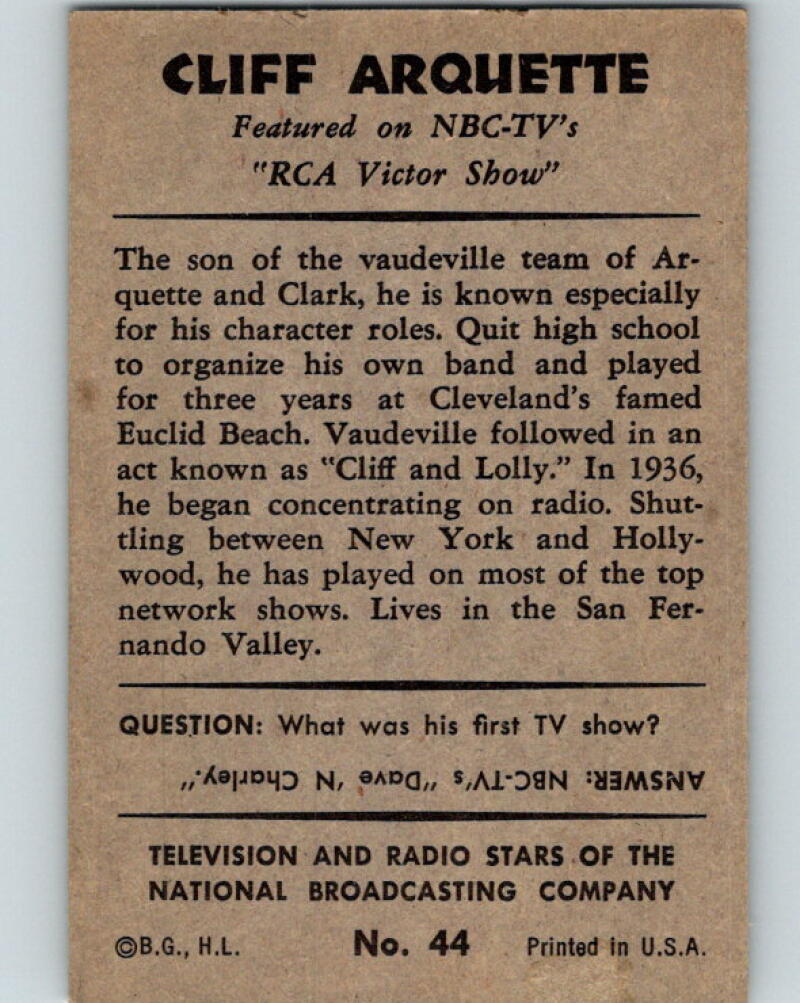 CLIFF ARQUETTE
Featured on NBC-TV's
"RCA Victor Show"
The son of the vaudeville team of Ar-
quette and Clark, he is known especially
for his character roles. Quit high school
to organize his own band and played
for three years at Cleveland's famed
Euclid Beach. Vaudeville followed in an
act known as "Cliff and Lolly." In 1936,
he began concentrating on radio. Shut-
tling between New York and Holly-
wood, he has played on most of the top
network shows. Lives in the San Fer-
nando Valley.
QUESTION: What was his first TV show?
ANSWER: NBC-TV's "Dave 'N Charley."
TELEVISION AND RADIO STARS OF THE
NATIONAL BROADCASTING COMPANY
©B.G., H.L. No. 44 Printed in U.S.A.